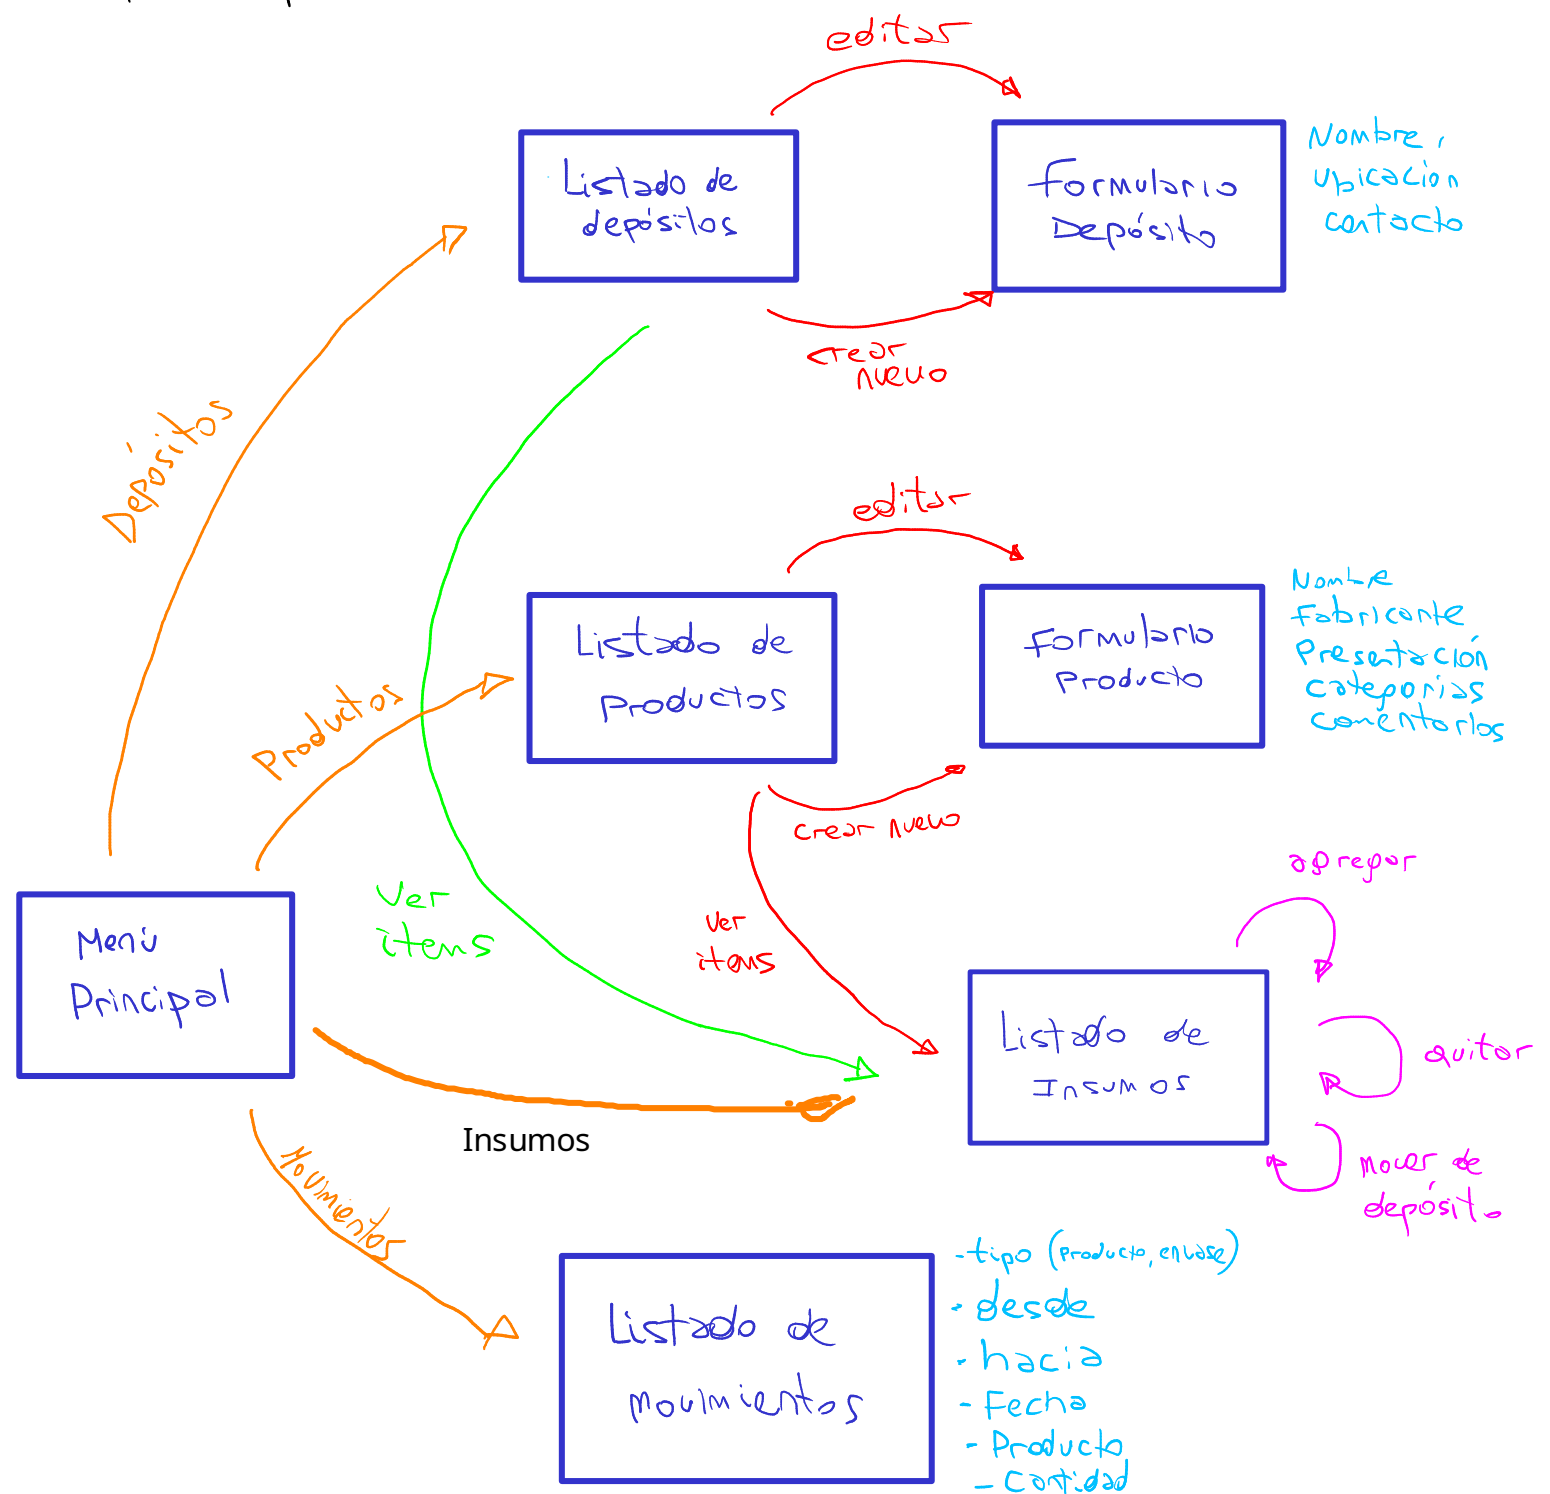 editar
Listado de
depósitos
Formulario
Depósito
Nombre,
ubicación
contacto
crear
nuevo
Depósitos
editar
Listado de
Productos
Formulario
Producto
Nombre
Fabricante
Presentación
categorías
comentarios
Productos
crear nuevo
ver
items
ver
items
Menú
Principal
agregar
Listado de
Insumos
quitar
mover de
depósito
Insumos
Movimientos
Listado de
movimientos
- tipo (producto, envase)
- desde
- hacia
- Fecha
- Producto
- Cantidad